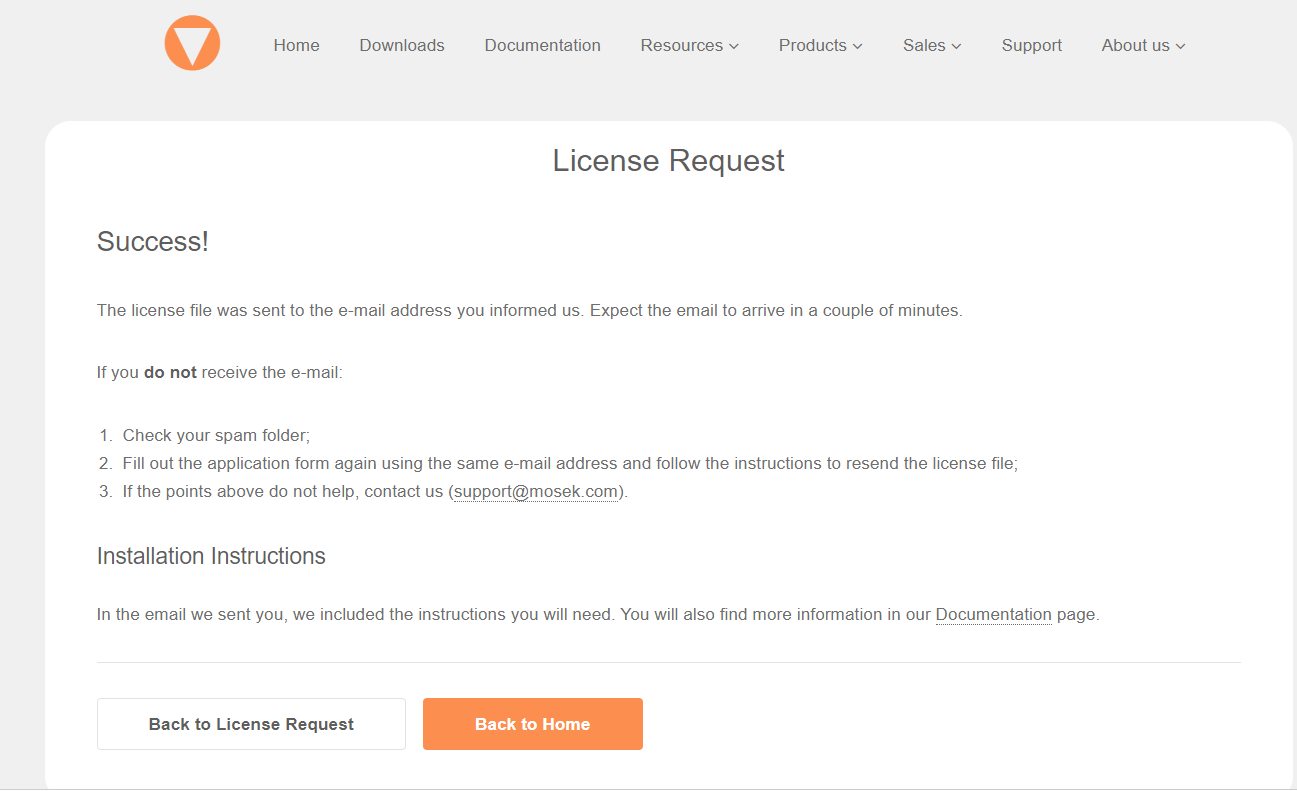 Home Downloads Documentation Resources Products Sales Support About us
License Request
Success!
The license file was sent to the e-mail address you informed us. Expect the email to arrive in a couple of minutes.
If you do not receive the e-mail:
1. Check your spam folder;
2. Fill out the application form again using the same e-mail address and follow the instructions to resend the license file;
3. If the points above do not help, contact us (support@mosek.com).
Installation Instructions
In the email we sent you, we included the instructions you will need. You will also find more information in our Documentation page.
Back to License Request Back to Home